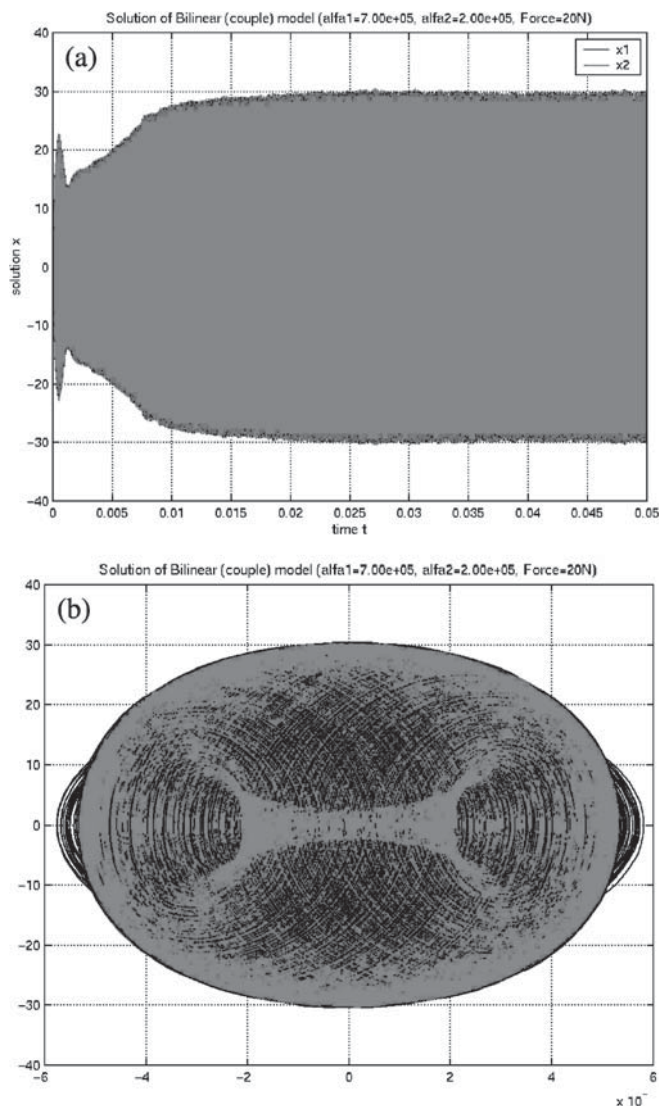 Solution of Bilinear (couple) model (alfa1=7.00e+05, alfa2=2.00e+05, Force=20N)
(a)
x1
x2
40
30
20
10
0
-10
-20
-30
-40
solution x
0 0.005 0.01 0.015 0.02 0.025 0.03 0.035 0.04 0.045 0.05
time t
Solution of Bilinear (couple) model (alfa1=7.00e+05, alfa2=2.00e+05, Force=20N)
(b)
40
30
20
10
0
-10
-20
-30
-40
-6 -4 -2 0 2 4 6
x 10⁻